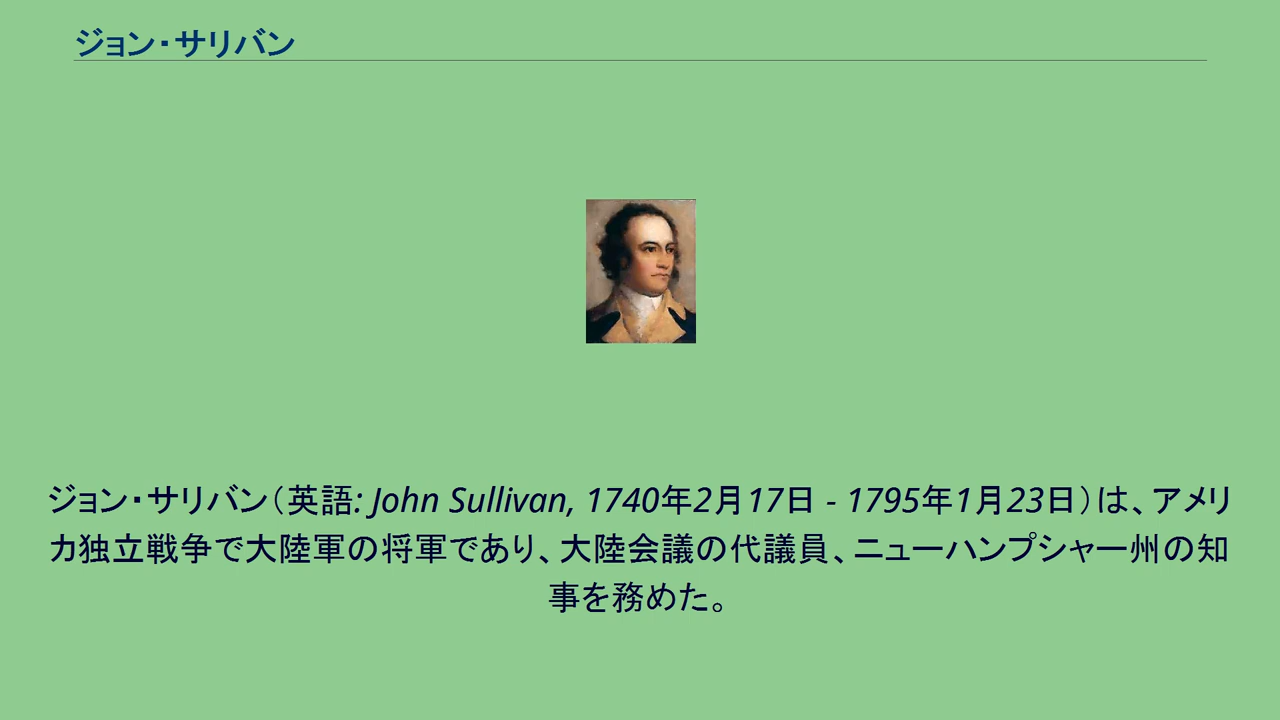 ジョン・サリバン
ジョン・サリバン（英語: John Sullivan, 1740年2月17日 - 1795年1月23日）は、アメリ
カ独立戦争で大陸軍の将軍であり、大陸会議の代議員、ニューハンプシャー州の知
事を務めた。